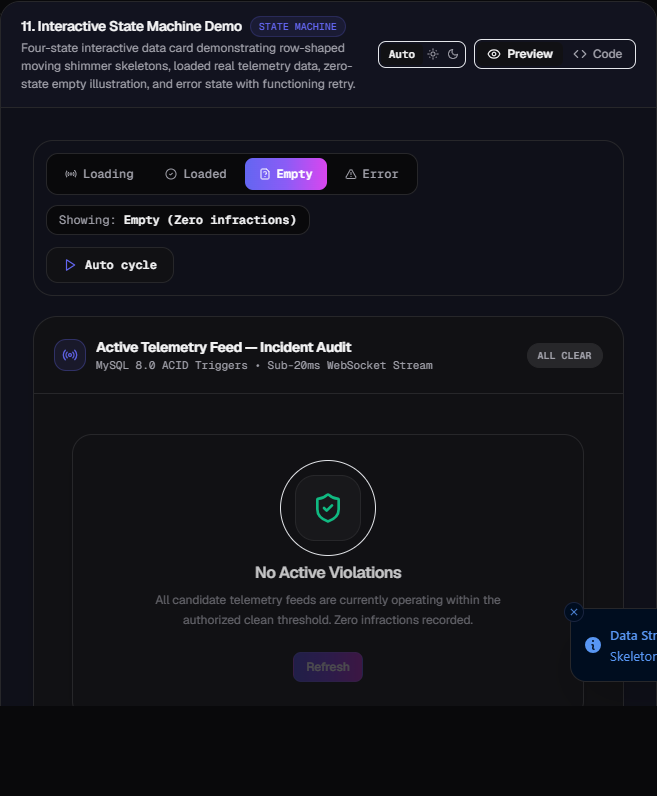 11. Interactive State Machine Demo
STATE MACHINE
Four-state interactive data card demonstrating row-shaped
moving shimmer skeletons, loaded real telemetry data, zero-
state empty illustration, and error state with functioning retry.
Auto
Preview
Code
Loading
Loaded
Empty
Error
Showing: Empty (Zero infractions)
Auto cycle
Active Telemetry Feed — Incident Audit
MySQL 8.0 ACID Triggers • Sub-20ms WebSocket Stream
ALL CLEAR
No Active Violations
All candidate telemetry feeds are currently operating within the
authorized clean threshold. Zero infractions recorded.
Refresh
Data Str
Skeleton